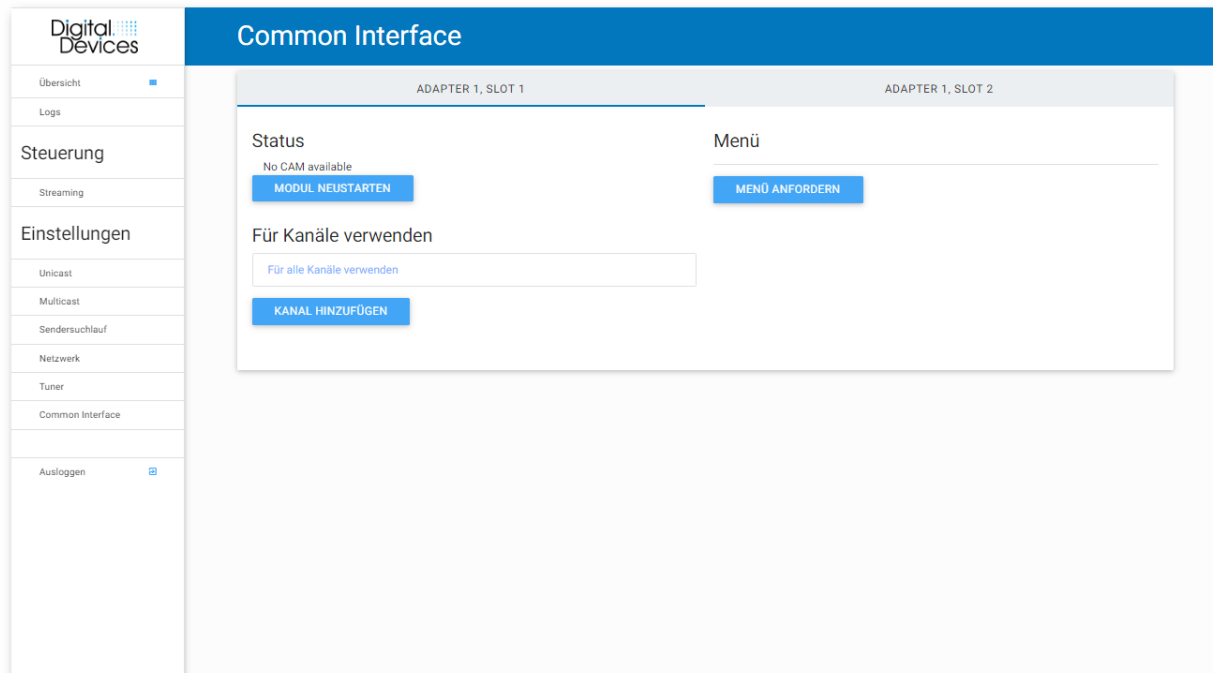 Digital
Devices
Common Interface
Übersicht
Logs
Steuerung
Streaming
Einstellungen
Unicast
Multicast
Sendersuchlauf
Netzwerk
Tuner
Common Interface
Ausloggen
ADAPTER 1, SLOT 1
ADAPTER 1, SLOT 2
Status
No CAM available
MODUL NEUSTARTEN
Für Kanäle verwenden
Für alle Kanäle verwenden
KANAL HINZUFÜGEN
Menü
MENÜ ANFORDERN